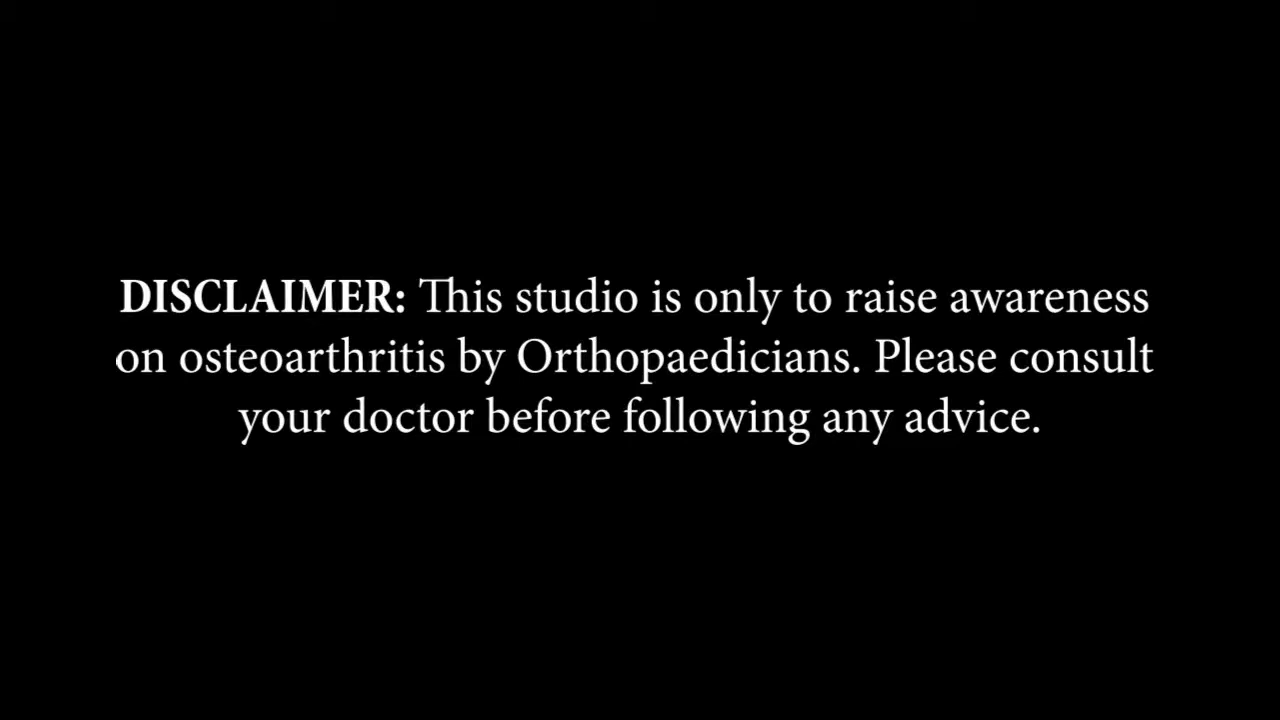 DISCLAIMER: This studio is only to raise awareness
on osteoarthritis by Orthopaedicians. Please consult
your doctor before following any advice.